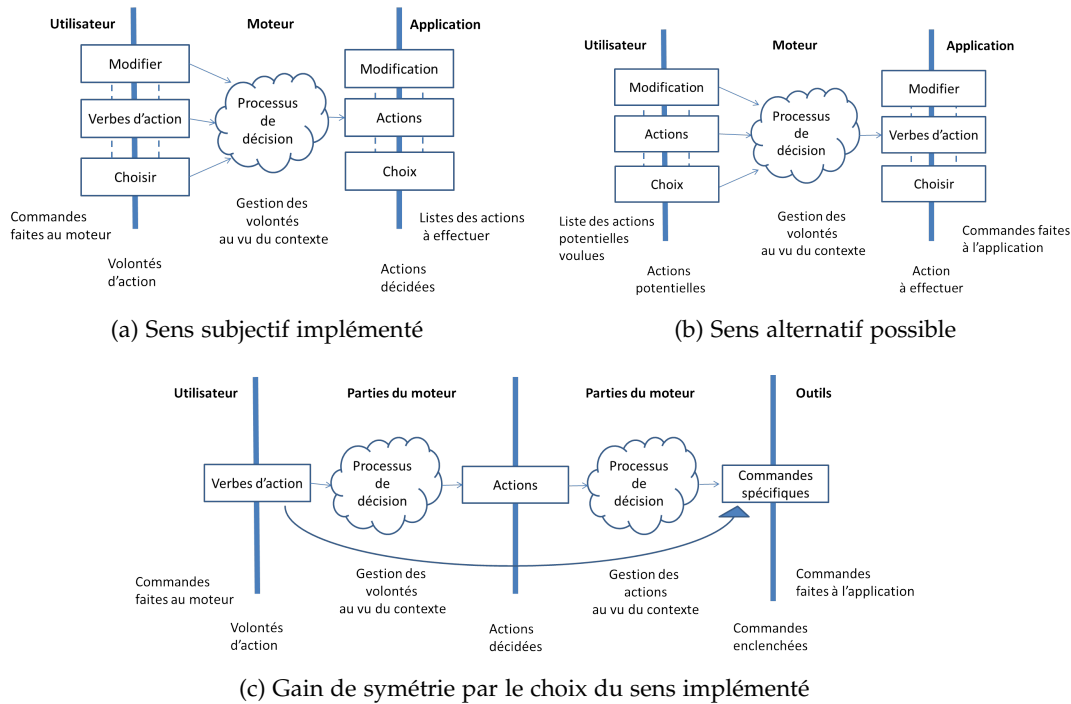 Utilisateur
Moteur
Application
Modifier
Verbes d'action
Choisir
Processus
de
décision
Modification
Actions
Choix
Commandes
faites au moteur
Gestion des
volontés
au vu du contexte
Listes des actions
à effectuer
Volontés
d'action
Actions
décidées
(a) Sens subjectif implémenté
Utilisateur
Moteur
Application
Modification
Actions
Choix
Processus
de
décision
Modifier
Verbes d'action
Choisir
Liste des actions
potentielles
voulues
Gestion des
volontés
au vu du contexte
Commandes faites
à l'application
Actions
potentielles
Action
à effectuer
(b) Sens alternatif possible
Utilisateur
Parties du moteur
Parties du moteur
Outils
Verbes d'action
Processus
de
décision
Actions
Processus
de
décision
Commandes
spécifiques
Commandes
faites au moteur
Gestion des
volontés
au vu du contexte
Gestion des
actions
au vu du contexte
Commandes
faites à l'application
Volontés
d'action
Actions
décidées
Commandes
enclenchées
(c) Gain de symétrie par le choix du sens implémenté